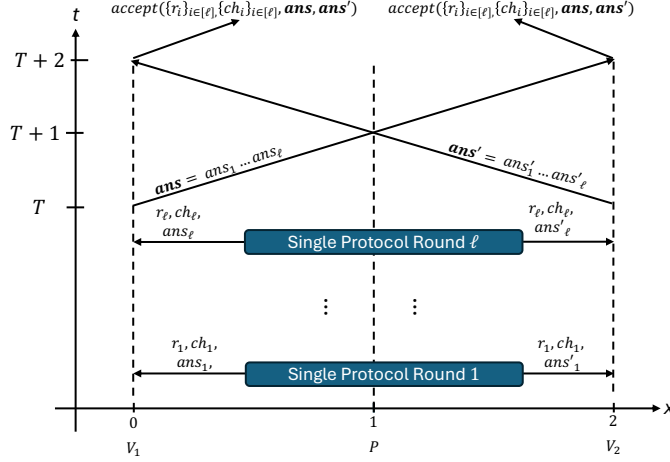 accept({r_i}_{i∈[ℓ]},{ch_i}_{i∈[ℓ]}, ans, ans')
accept({r_i}_{i∈[ℓ]},{ch_i}_{i∈[ℓ]}, ans, ans')
t
T + 2
T + 1
ans = ans_1 … ans_ℓ
ans' = ans'_1 … ans'_ℓ
T
r_ℓ, ch_ℓ,
ans_ℓ
Single Protocol Round ℓ
r_ℓ, ch_ℓ,
ans'_ℓ
⋮ ⋮
r_1, ch_1,
ans_1,
Single Protocol Round 1
r_1, ch_1,
ans'_1
0 1 2 x
V_1 P V_2